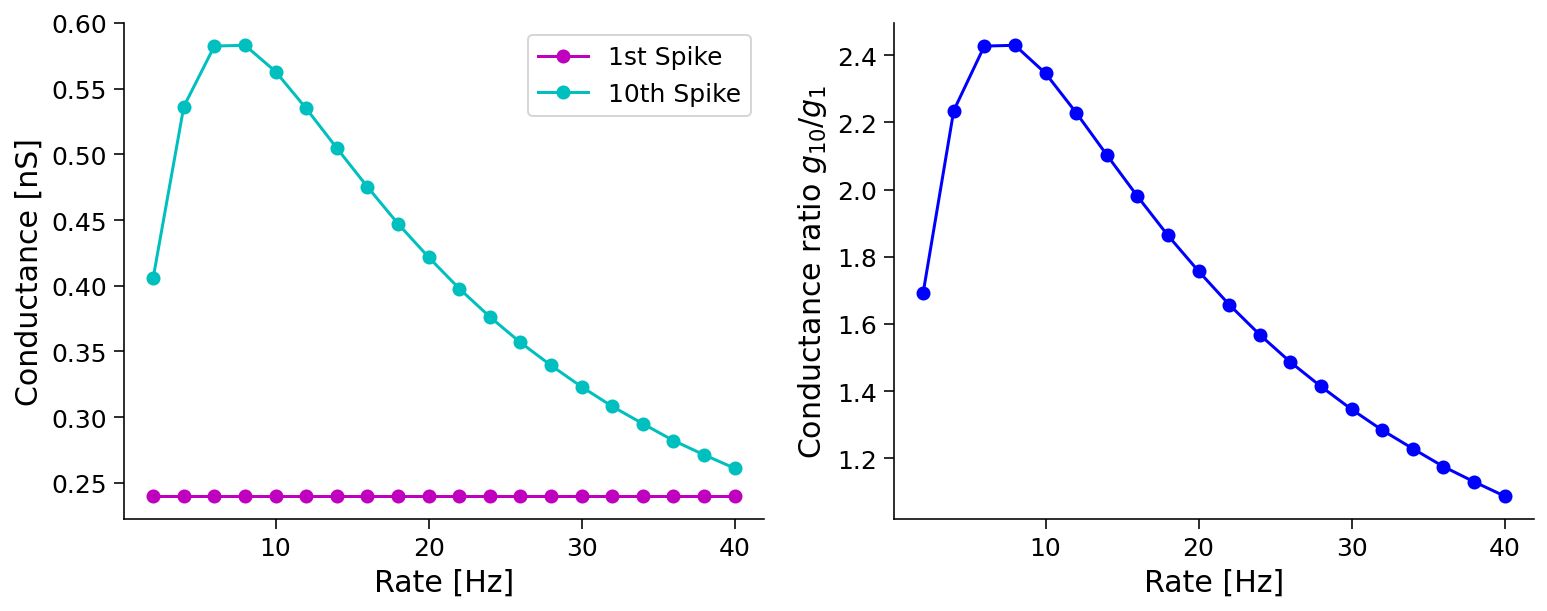 0.60
0.55
0.50
0.45
0.40
0.35
0.30
0.25
Conductance [nS]
10 20 30 40
Rate [Hz]
1st Spike
10th Spike
2.4
2.2
2.0
1.8
1.6
1.4
1.2
Conductance ratio g10/g1
10 20 30 40
Rate [Hz]